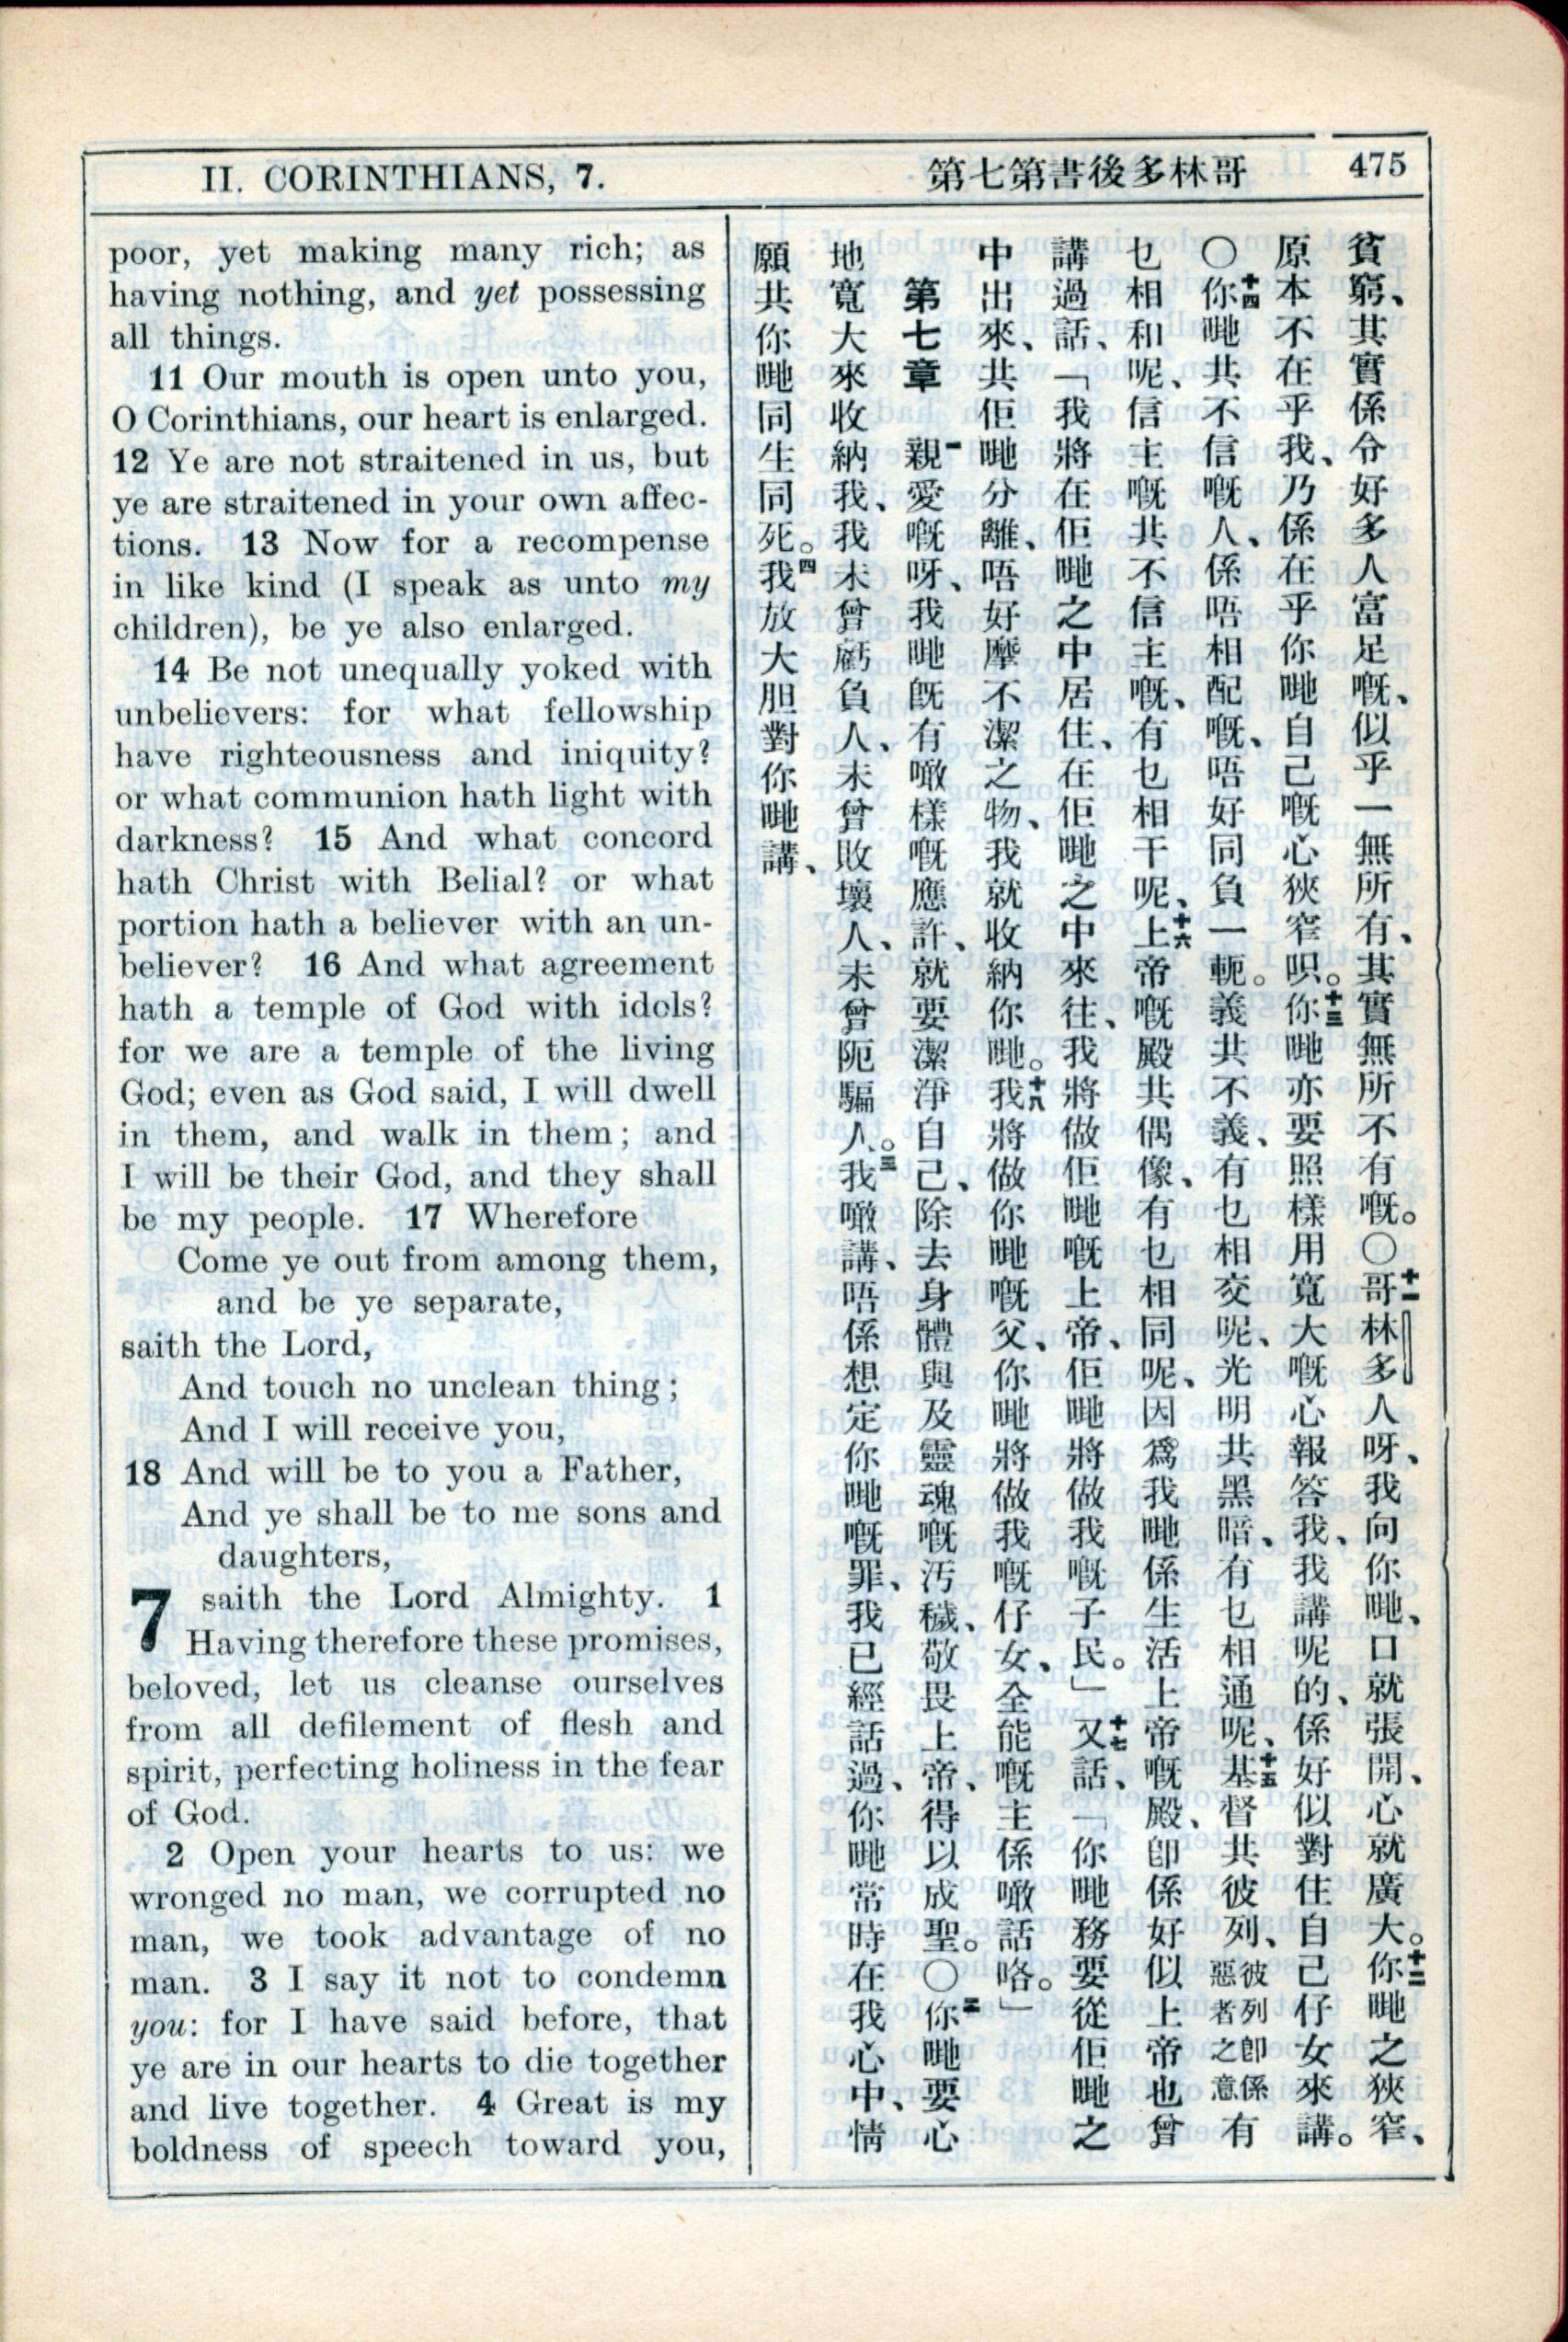 II. CORINTHIANS, 7.
第七第書後多林哥 475
poor, yet making many rich; as
having nothing, and yet possessing
all things.
11 Our mouth is open unto you,
O Corinthians, our heart is enlarged.
12 Ye are not straitened in us, but
ye are straitened in your own affec-
tions. 13 Now for a recompense
in like kind (I speak as unto my
children), be ye also enlarged.
14 Be not unequally yoked with
unbelievers: for what fellowship
have righteousness and iniquity?
or what communion hath light with
darkness? 15 And what concord
hath Christ with Belial? or what
portion hath a believer with an un-
believer? 16 And what agreement
hath a temple of God with idols?
for we are a temple of the living
God; even as God said, I will dwell
in them, and walk in them; and
I will be their God, and they shall
be my people. 17 Wherefore
Come ye out from among them,
and be ye separate,
saith the Lord,
And touch no unclean thing;
And I will receive you,
18 And will be to you a Father,
And ye shall be to me sons and
daughters,
7 saith the Lord Almighty. 1
Having therefore these promises,
beloved, let us cleanse ourselves
from all defilement of flesh and
spirit, perfecting holiness in the fear
of God.
2 Open your hearts to us: we
wronged no man, we corrupted no
man, we took advantage of no
man. 3 I say it not to condemn
you: for I have said before, that
ye are in our hearts to die together
and live together. 4 Great is my
boldness of speech toward you,
貧窮、其實係令好多人富足嘅、似乎一無所有、其實無所不有嘅。〇十一哥林多人呀、我向你哋、口就張開、心就廣大。十二你哋之狹窄、
原本不在乎我、乃係在乎你哋自己嘅心狹窄呮。十三你哋亦要照樣用寬大嘅心報答我、我講呢的、係好似對住自己仔女來講。
〇十四你哋共不信嘅人、係唔相配嘅、唔好同負一軛。義共不義、有乜相交呢、光明共黑暗、有乜相通呢、十五基督共彼列、彼列即係惡者之意有
乜相和呢、信主嘅共不信主嘅、有乜相干呢、十六上帝嘅殿共偶像、有乜相同呢、因爲我哋係生活上帝嘅殿、卽係好似上帝也曾
講過話、「我將在佢哋之中居住、在佢哋之中來往、我將做佢哋嘅上帝、佢哋將做我嘅子民。」十七又話、「你哋務要從佢哋之
中出來、共佢哋分離、唔好摩不潔之物、我就收納你哋。十八我將做你哋嘅父、你哋將做我嘅仔女、全能嘅主係噉話咯。」
第七章 一親愛嘅呀、我哋旣有噉樣嘅應許、就要潔淨自己、除去身體與及靈魂嘅汚穢、敬畏上帝、得以成聖。〇二你哋要心
地寬大來收納我、我未曾虧負人、未曾敗壞人、未曾阨騙人。三我噉講、唔係想定你哋嘅罪、我已經話過、你哋常時在我心中、情
願共你哋同生同死。四我放大胆對你哋講、